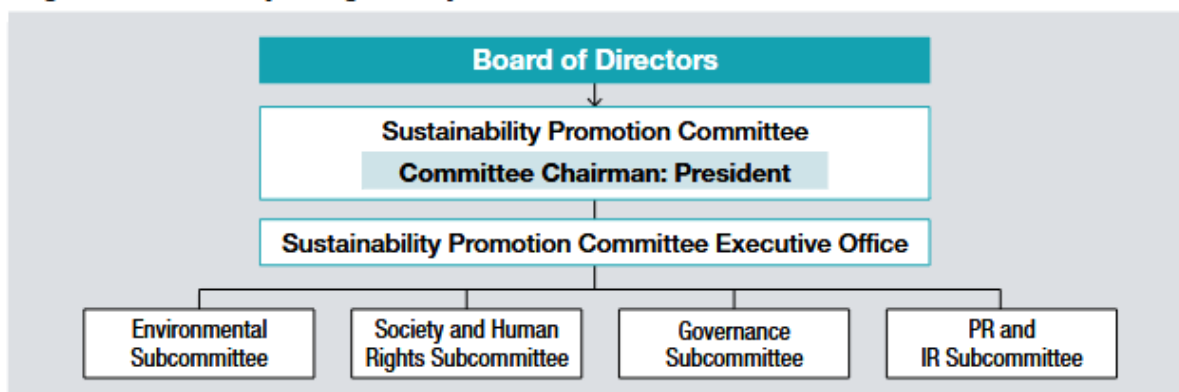 Board of Directors
Sustainability Promotion Committee
Committee Chairman: President
Sustainability Promotion Committee Executive Office
Environmental
Subcommittee
Society and Human
Rights Subcommittee
Governance
Subcommittee
PR and
IR Subcommittee